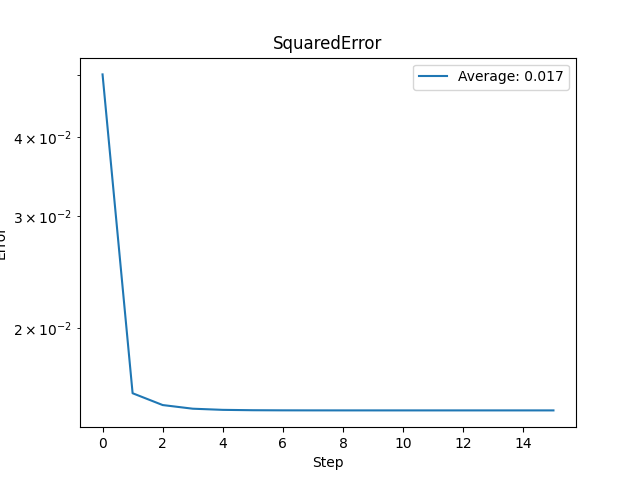 SquaredError
Average: 0.017
4 × 10⁻²
3 × 10⁻²
2 × 10⁻²
Error
0 2 4 6 8 10 12 14
Step